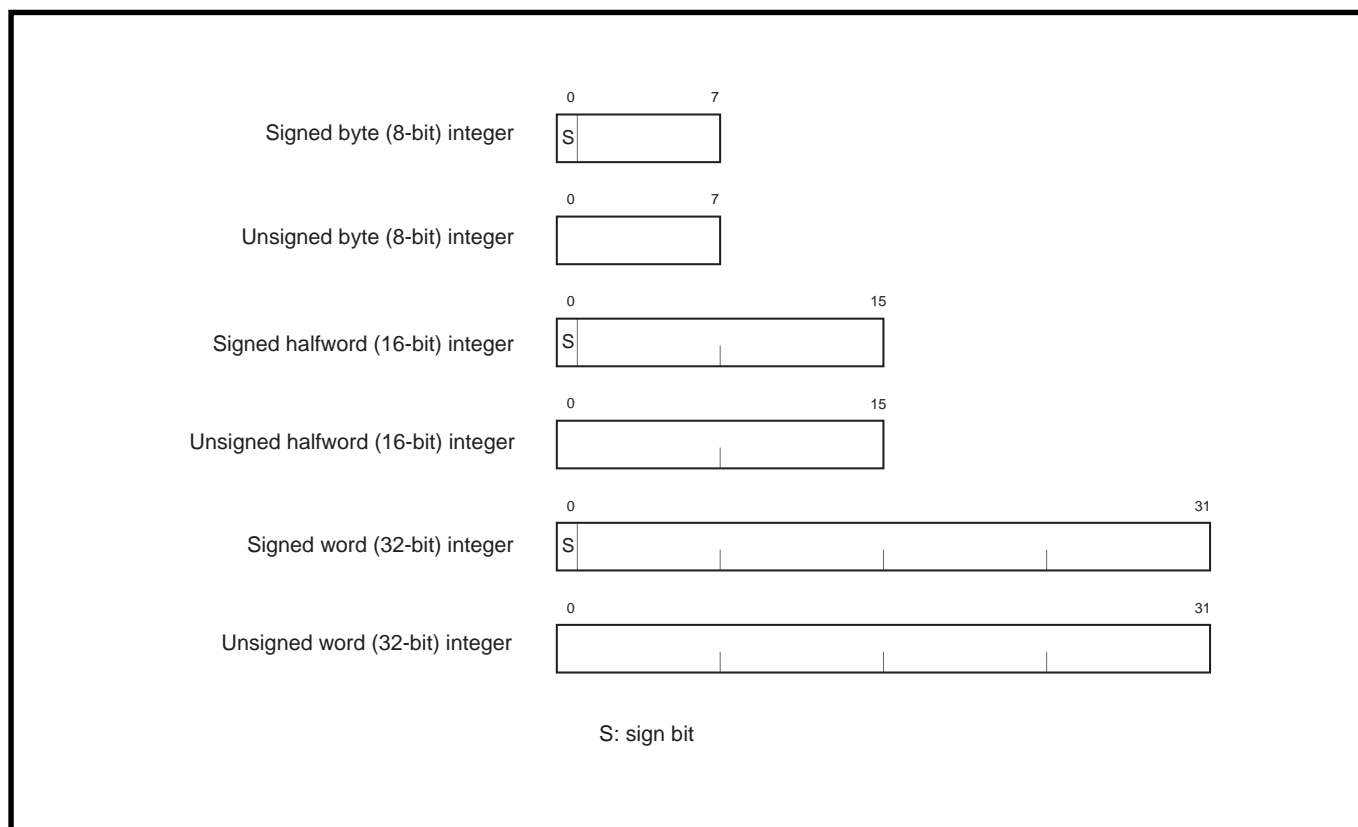 0 7
Signed byte (8-bit) integer S
0 7
Unsigned byte (8-bit) integer
0 15
Signed halfword (16-bit) integer S
0 15
Unsigned halfword (16-bit) integer
0 31
Signed word (32-bit) integer S
0 31
Unsigned word (32-bit) integer
S: sign bit